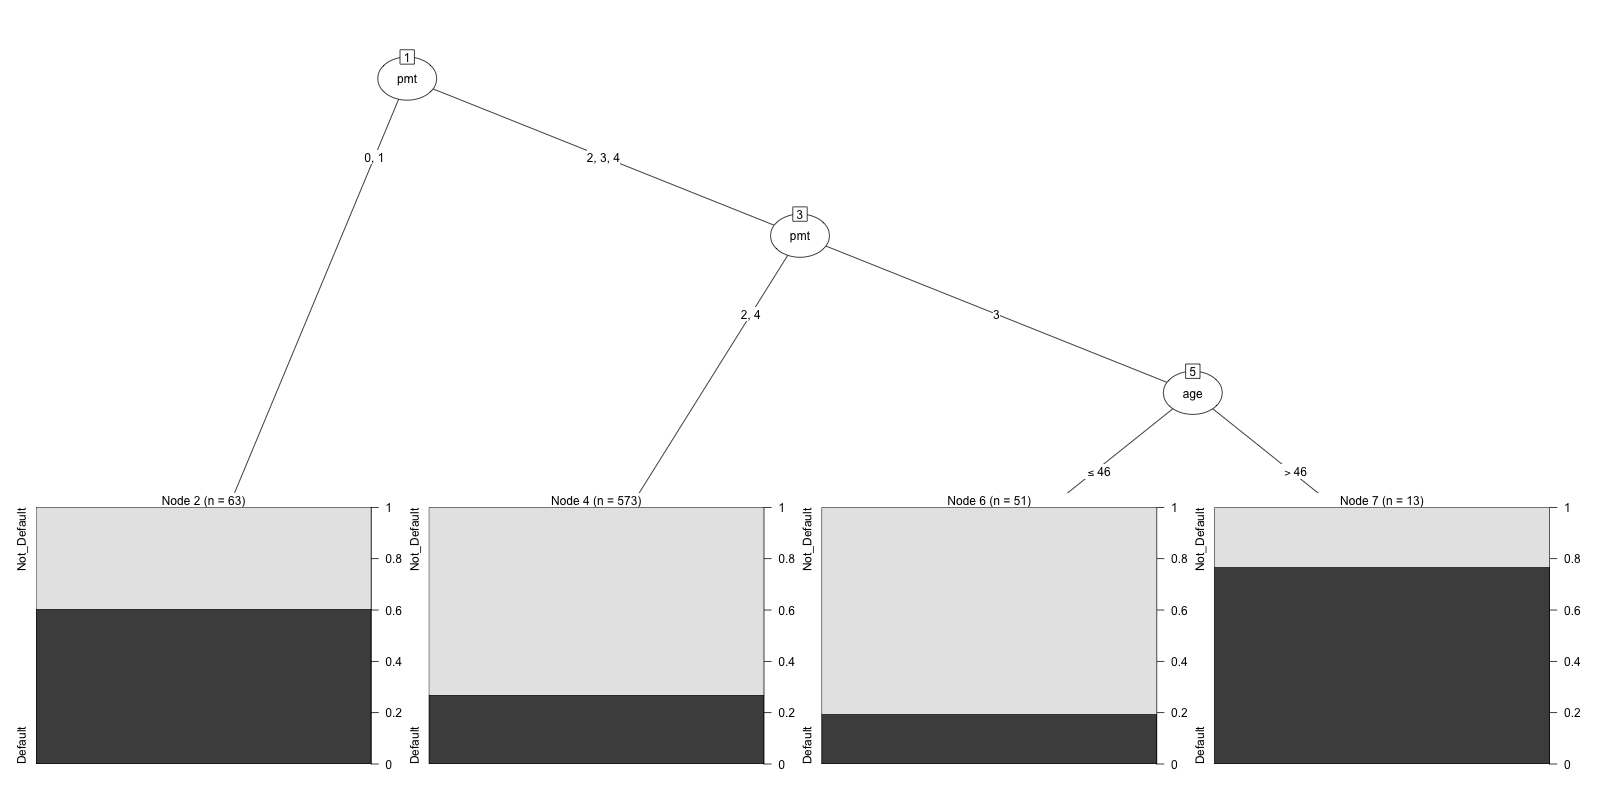 1
pmt
0, 1
2, 3, 4
3
pmt
2, 4
3
5
age
≤ 46
> 46
Node 2 (n = 63)
Not_Default
Default
1
0.8
0.6
0.4
0.2
0
Node 4 (n = 573)
Not_Default
Default
1
0.8
0.6
0.4
0.2
0
Node 6 (n = 51)
Not_Default
Default
1
0.8
0.6
0.4
0.2
0
Node 7 (n = 13)
Not_Default
Default
1
0.8
0.6
0.4
0.2
0